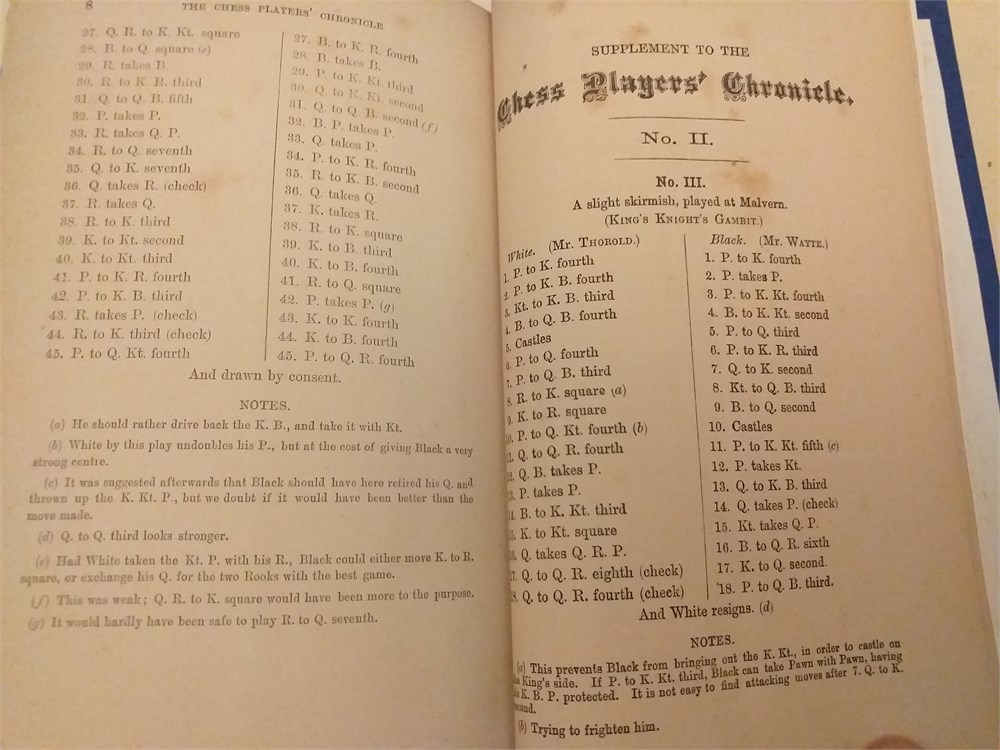 8 THE CHESS PLAYERS' CHRONICLE
27. Q. R. to K. Kt. square 27. B. to K. R. fourth
28. B. to Q. square (e) 28. B. takes B.
29. R. takes B. 29. P. to K. Kt third
30. R. to K. R. third 30. Q. to K. Kt. second
31. Q. to Q. B. fifth 31. Q. to Q. B. second (f)
32. P. takes P. 32. B. P. takes P.
33. R. takes Q. P. 33. Q. takes P.
34. R. to Q. seventh 34. P. to K. R. fourth
35. Q. to K. seventh 35. R. to K. B. second
36. Q. takes R. (check) 36. Q. takes Q.
37. R. takes Q. 37. K. takes R.
38. R. to K. third 38. R. to K. square
39. K. to Kt. second 39. K. to B. third
40. K. to Kt. third 40. K. to B. fourth
41. P. to K. R. fourth 41. R. to Q. square
42. P. to K. B. third 42. P. takes P. (g)
43. R. takes P. (check) 43. K. to K. fourth
44. R. to K. third (check) 44. K. to B. fourth
45. P. to Q. Kt. fourth 45. P. to Q. R. fourth
And drawn by consent.
NOTES.
(a) He should rather drive back the K. B., and take it with Kt.
(b) White by this play undoubles his P., but at the cost of giving Black a very
strong centre.
(c) It was suggested afterwards that Black should have here retired his Q. and
thrown up the K. Kt. P., but we doubt if it would have been better than the
move made.
(d) Q. to Q. third looks stronger.
(e) Had White taken the Kt. P. with his R., Black could either move K. to R.
square, or exchange his Q. for the two Rooks with the best game.
(f) This was weak; Q. R. to K. square would have been more to the purpose.
(g) It would hardly have been safe to play R. to Q. seventh.
SUPPLEMENT TO THE
Chess Players' Chronicle.
No. II.
No. III.
A slight skirmish, played at Malvern.
(KING'S KNIGHT'S GAMBIT.)
White. (Mr. THOROLD.) Black. (Mr. WAYTE.)
1. P. to K. fourth 1. P. to K. fourth
2. P. to K. B. fourth 2. P. takes P.
3. Kt. to K. B. third 3. P. to K. Kt. fourth
4. B. to Q. B. fourth 4. B. to K. Kt. second
5. Castles 5. P. to Q. third
6. P. to Q. fourth 6. P. to K. R. third
7. P. to Q. B. third 7. Q. to K. second
8. R. to K. square (a) 8. Kt. to Q. B. third
9. K. to R. square 9. B. to Q. second
10. P. to Q. Kt. fourth (b) 10. Castles
11. Q. to Q. R. fourth 11. P. to K. Kt. fifth (c)
12. Q. B. takes P. 12. P. takes Kt.
13. P. takes P. 13. Q. to K. B. third
14. B. to K. Kt. third 14. Q. takes P. (check)
15. K. to Kt. square 15. Kt. takes Q. P.
16. Q. takes Q. R. P. 16. B. to Q. R. sixth
17. Q. to Q. R. eighth (check) 17. K. to Q. second.
18. Q. to Q. R. fourth (check) 18. P. to Q. B. third.
And White resigns. (d)
NOTES.
(a) This prevents Black from bringing out the K. Kt., in order to castle on
the King's side. If P. to K. Kt. third, Black can take Pawn with Pawn, having
K. B. P. protected. It is not easy to find attacking moves after 7. Q. to K.
second.
(b) Trying to frighten him.